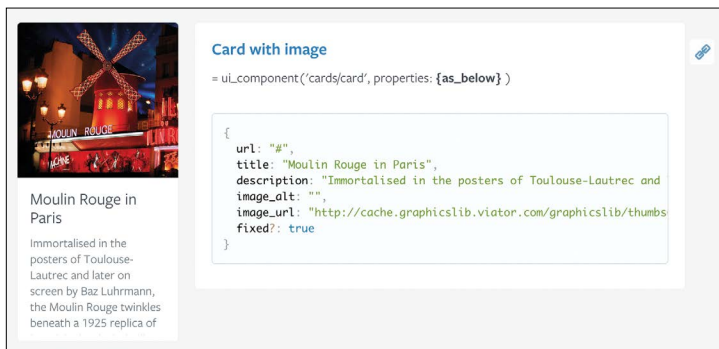 MOULIN ROUGE
Moulin Rouge in
Paris
Immortalised in the
posters of Toulouse-
Lautrec and later on
screen by Baz Luhrmann,
the Moulin Rouge twinkles
beneath a 1925 replica of
Card with image
= ui_component('cards/card', properties: {as_below} )
{
url: "#",
title: "Moulin Rouge in Paris",
description: "Immortalised in the posters of Toulouse-Lautrec and
image_alt: "",
image_url: "http://cache.graphicslib.viator.com/graphicslib/thumbs
fixed?: true
}